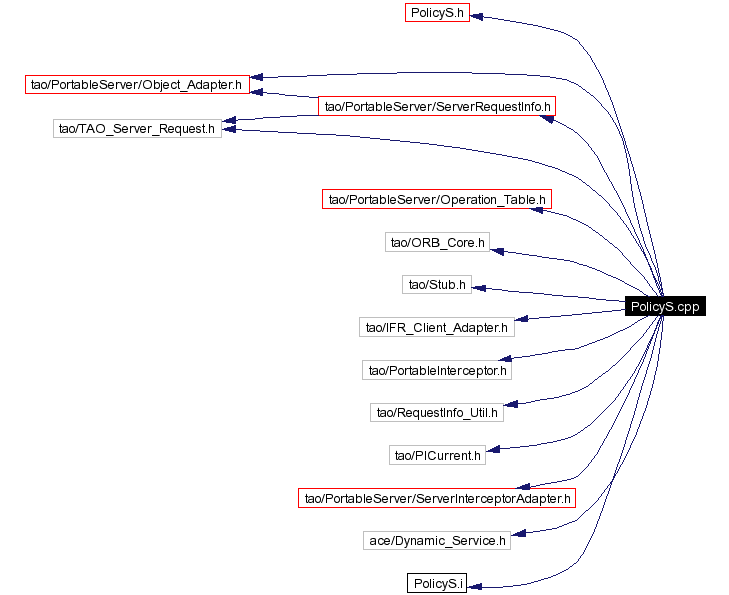 PolicyS.h
tao/PortableServer/Object_Adapter.h
tao/PortableServer/ServerRequestInfo.h
tao/TAO_Server_Request.h
tao/PortableServer/Operation_Table.h
tao/ORB_Core.h
tao/Stub.h
PolicyS.cpp
tao/IFR_Client_Adapter.h
tao/PortableInterceptor.h
tao/RequestInfo_Util.h
tao/PICurrent.h
tao/PortableServer/ServerInterceptorAdapter.h
ace/Dynamic_Service.h
PolicyS.i